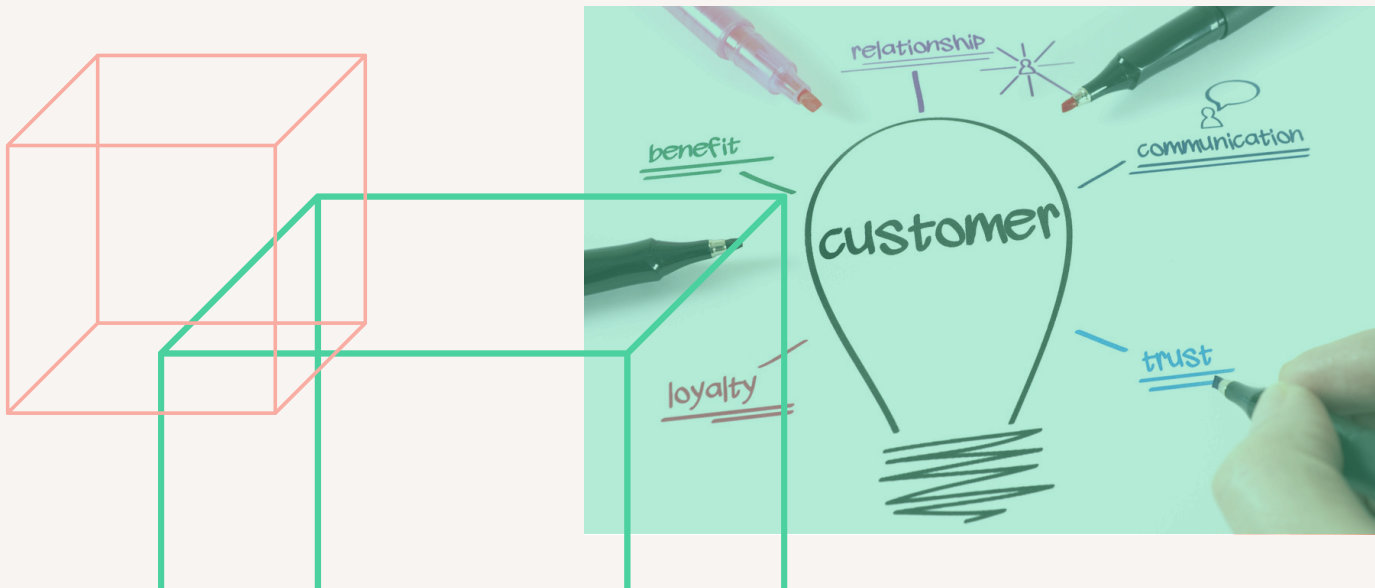 relationship
communication
benefit
customer
loyalty
trust